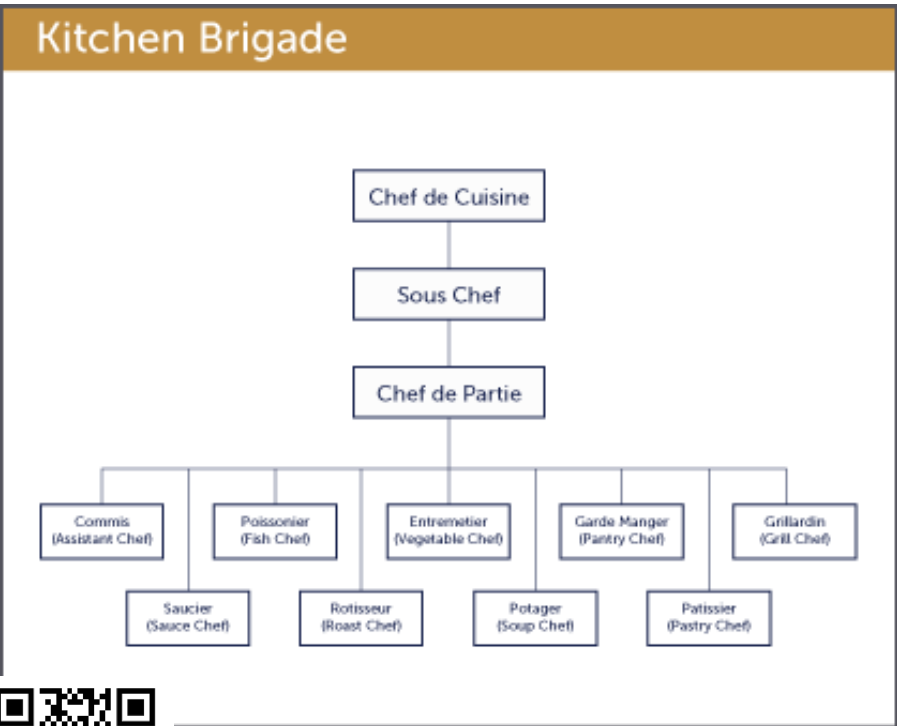 Kitchen Brigade
Chef de Cuisine
Sous Chef
Chef de Partie
Commis
(Assistant Chef)
Poissonier
(Fish Chef)
Entremetier
(Vegetable Chef)
Garde Manger
(Pantry Chef)
Grillardin
(Grill Chef)
Saucier
(Sauce Chef)
Rotisseur
(Roast Chef)
Potager
(Soup Chef)
Patissier
(Pastry Chef)